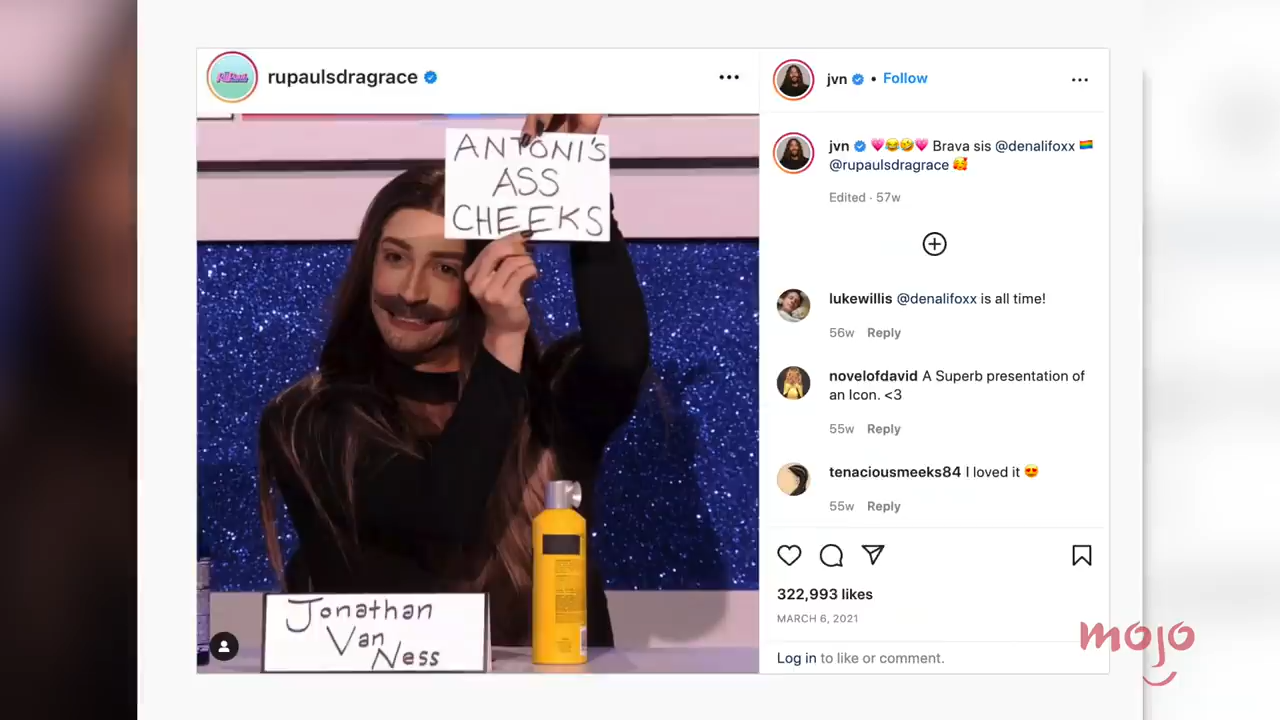 rupaulsdragrace
ANTONI'S
ASS
CHEEKS
Jonathan
Van
Ness
jvn • Follow
jvn 💗😂🤣💗 Brava sis @denalifoxx 🏳️‍🌈
@rupaulsdragrace 🥰
Edited · 57w
lukewillis @denalifoxx is all time!
56w Reply
novelofdavid A Superb presentation of
an Icon. <3
55w Reply
tenaciousmeeks84 I loved it 😍
55w Reply
322,993 likes
MARCH 6, 2021
Log in to like or comment.
mojo